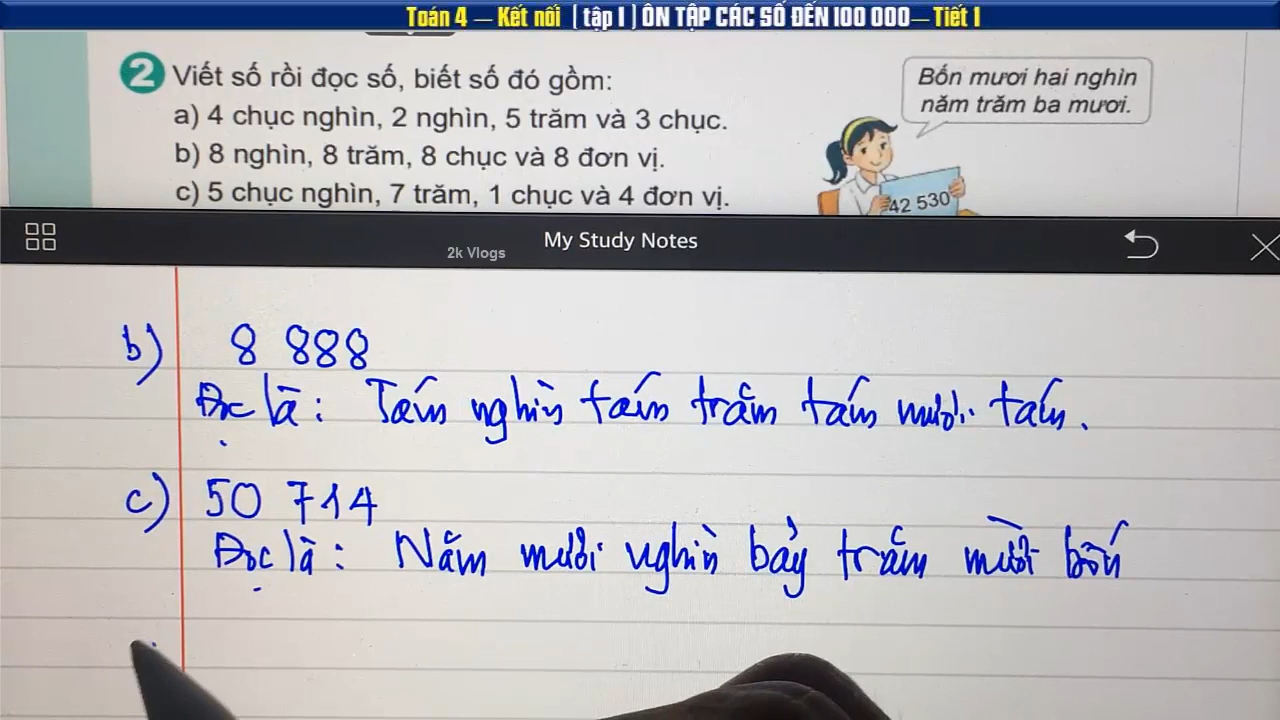 Toán 4 – Kết nối ( tập 1 ) ÔN TẬP CÁC SỐ ĐẾN 100 000 – Tiết 1
2 Viết số rồi đọc số, biết số đó gồm:
a) 4 chục nghìn, 2 nghìn, 5 trăm và 3 chục.
b) 8 nghìn, 8 trăm, 8 chục và 8 đơn vị.
c) 5 chục nghìn, 7 trăm, 1 chục và 4 đơn vị.
Bốn mươi hai nghìn
năm trăm ba mươi.
42 530
My Study Notes
2k Vlogs
b) 8 888
Đọc là : Tám nghìn tám trăm tám mươi tám.
c) 50 714
Đọc là : Năm mươi nghìn bảy trăm mười bốn